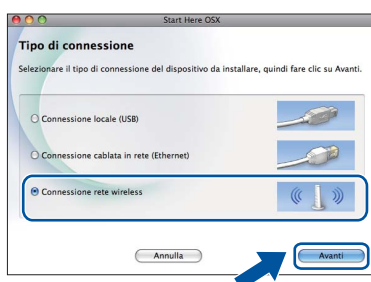 Start Here OSX
Tipo di connessione
Selezionare il tipo di connessione del dispositivo da installare, quindi fare clic su Avanti.
Connessione locale (USB)
Connessione cablata in rete (Ethernet)
Connessione rete wireless
Annulla
Avanti